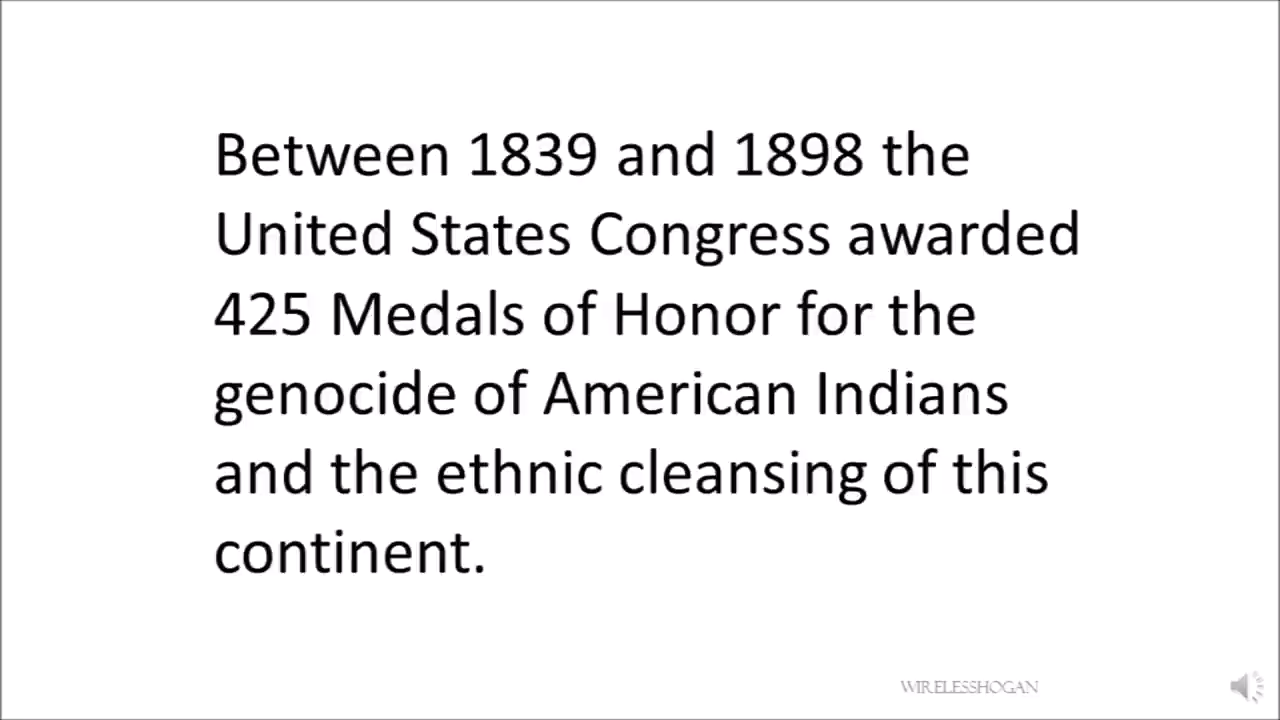 Between 1839 and 1898 the
United States Congress awarded
425 Medals of Honor for the
genocide of American Indians
and the ethnic cleansing of this
continent.
WIRELESSHOGAN